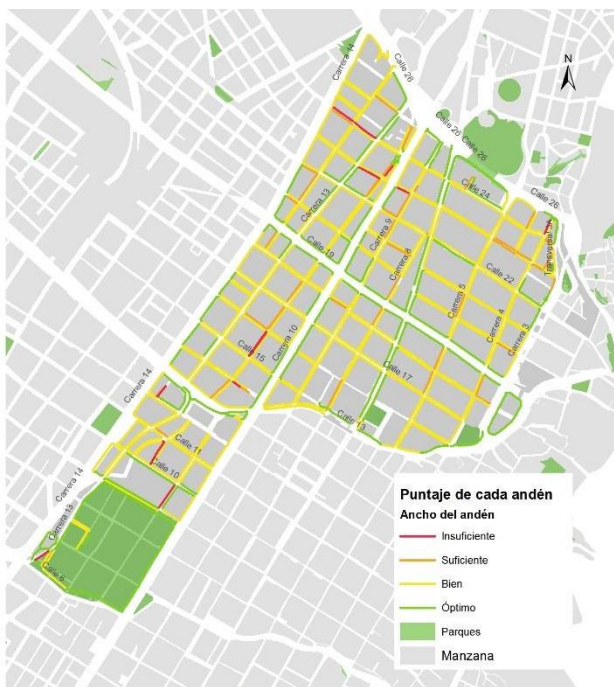 Carrera 14
Calle 26
N
Calle 26
Calle 26
Calle 24
Calle 26
Carrera 13
Carrera 9
Carrera 8
Transversal 3A
Calle 19
Calle 22
Carrera 5
Carrera 4
Carrera 3
Carrera 10
Calle 15
Calle 17
Carrera 14
Calle 13
Calle 11
Calle 10
Carrera 14
Carrera 13
Calle 6
Puntaje de cada andén
Ancho del andén
Insuficiente
Suficiente
Bien
Óptimo
Parques
Manzana